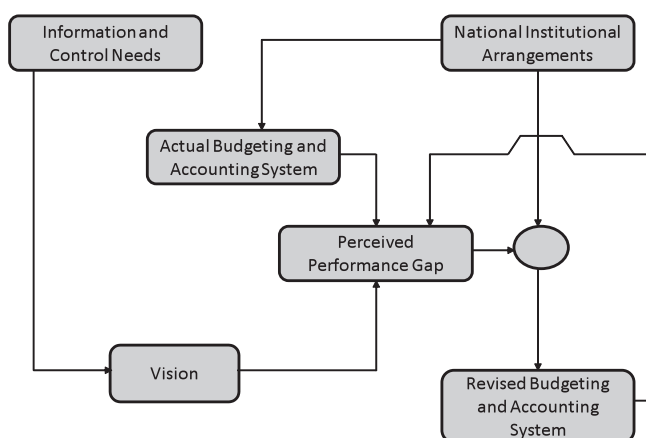 Information and
Control Needs
National Institutional
Arrangements
Actual Budgeting and
Accounting System
Perceived
Performance Gap
Vision
Revised Budgeting
and Accounting
System